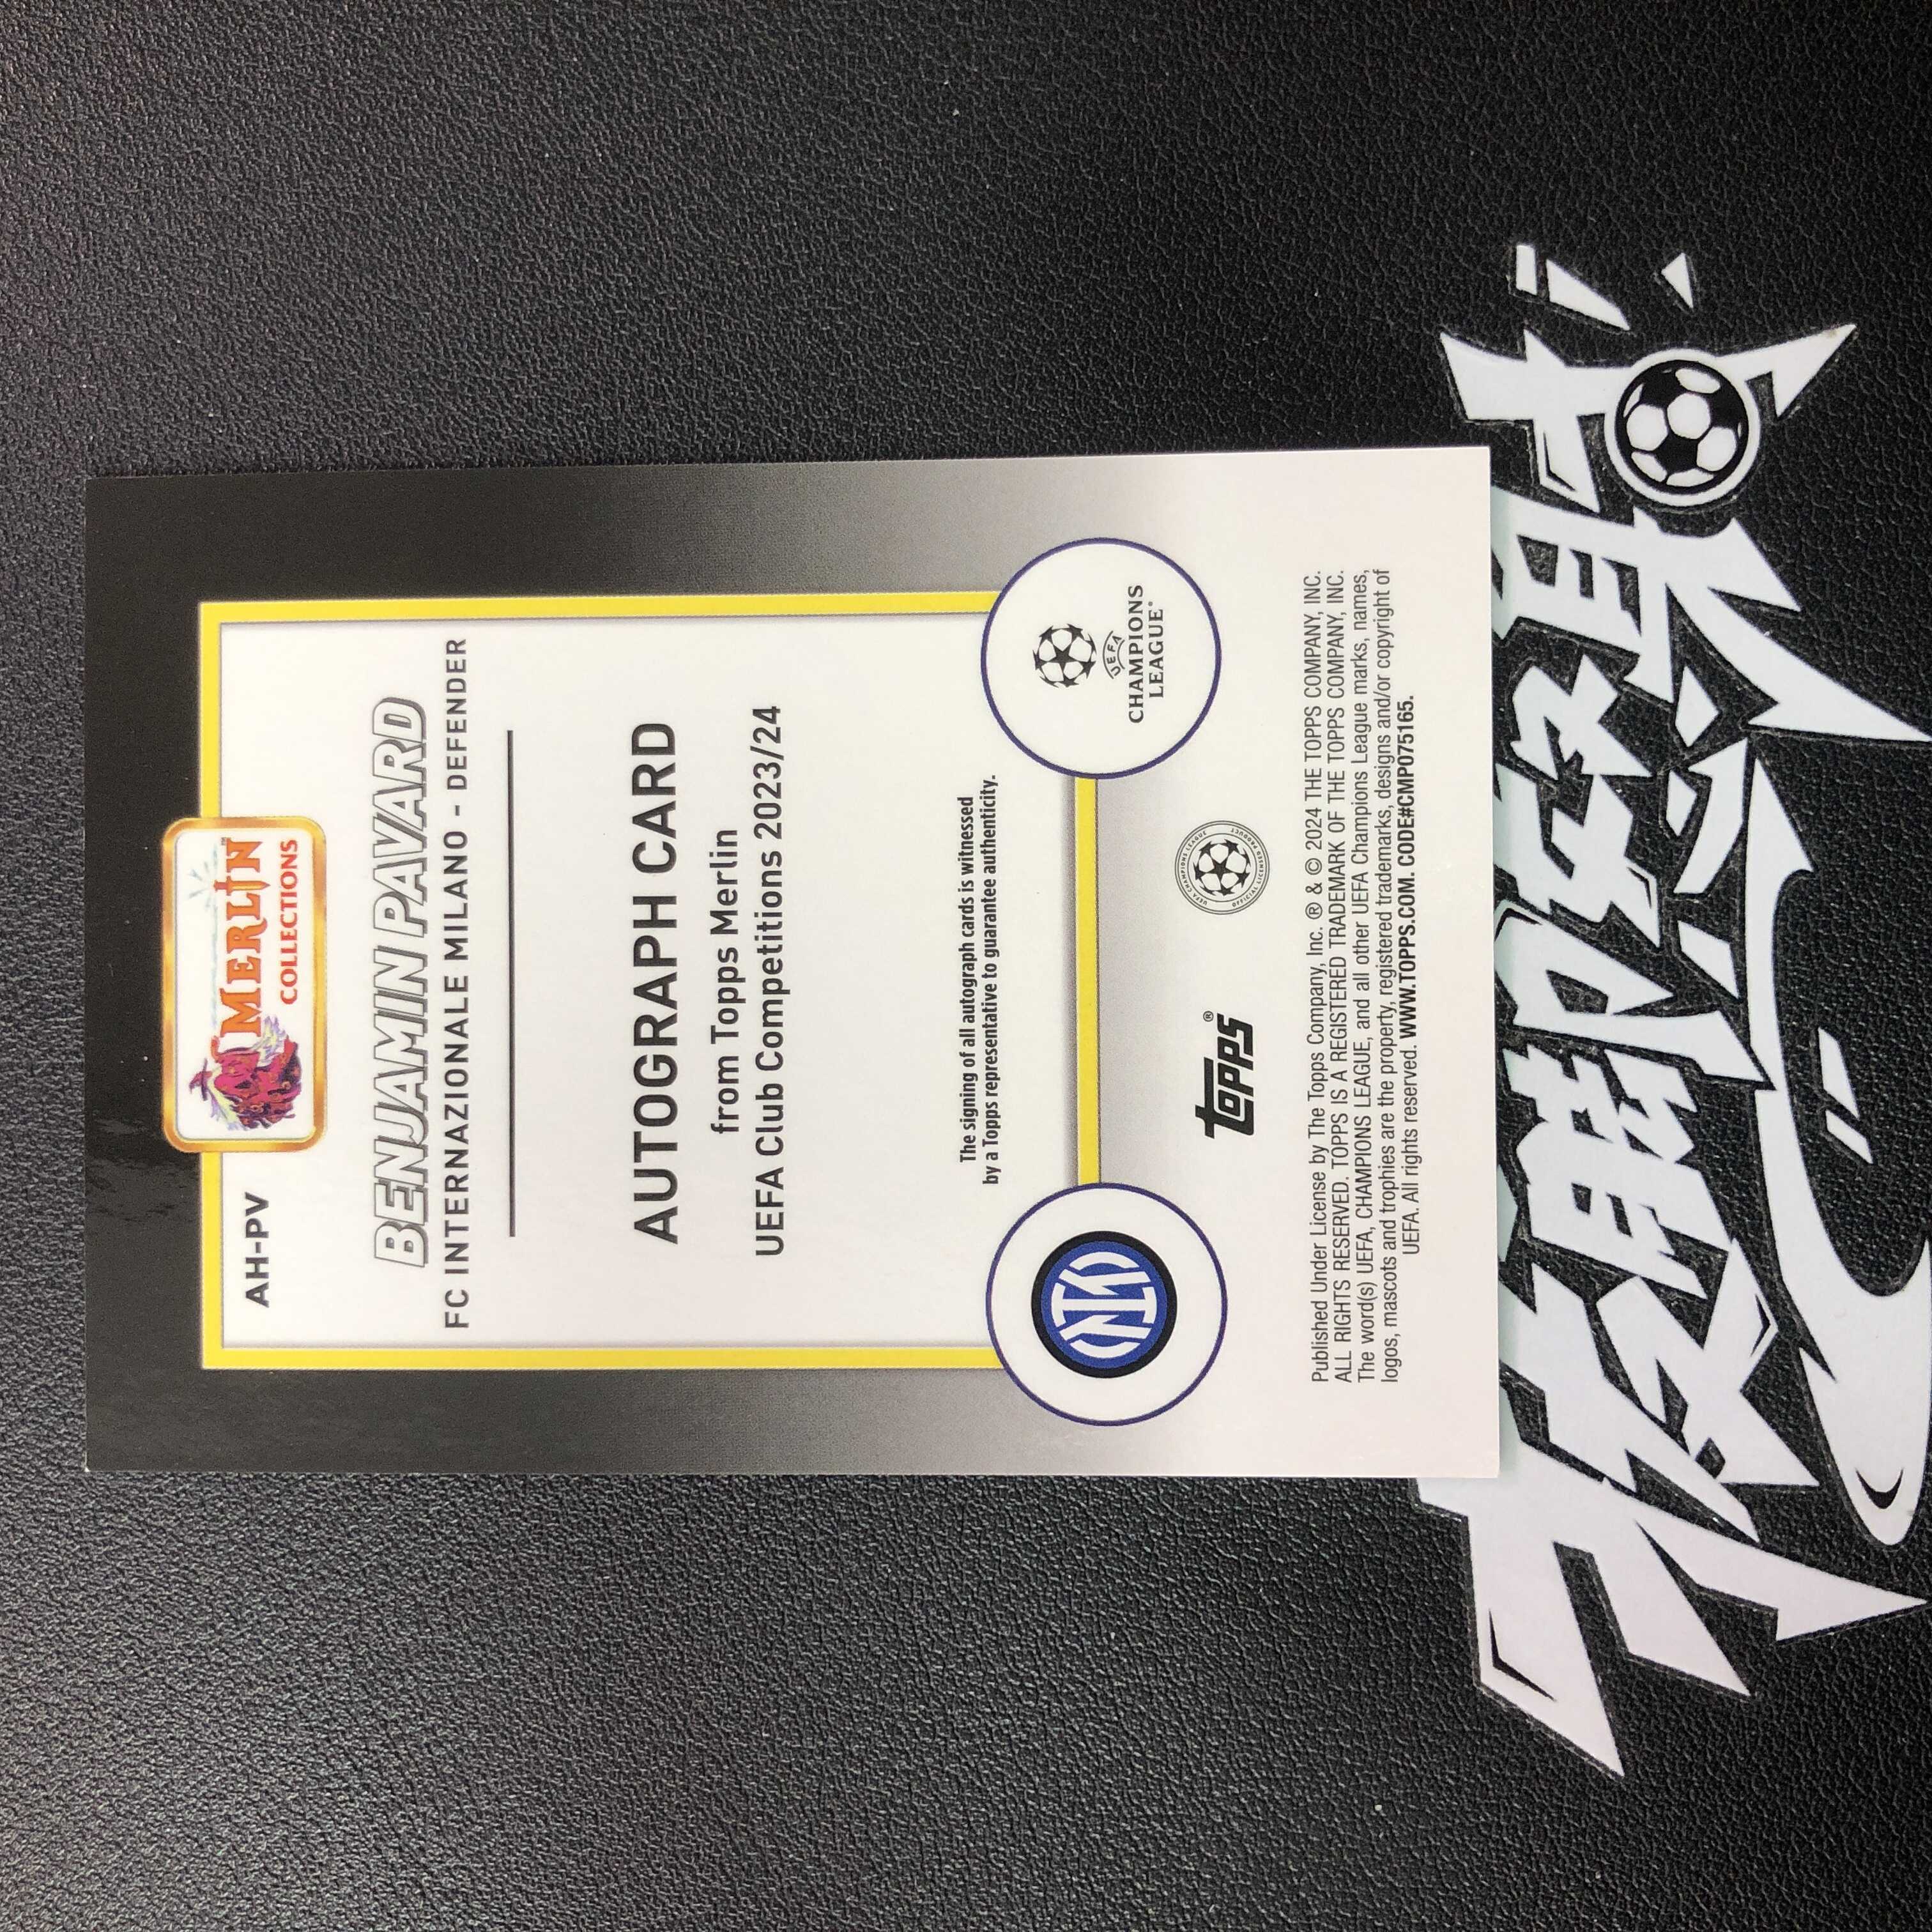 AH-PV
MERLIN
COLLECTIONS
BENJAMIN PAVARD
FC INTERNAZIONALE MILANO - DEFENDER
AUTOGRAPH CARD
from Topps Merlin
UEFA Club Competitions 2023/24
The signing of all autograph cards is witnessed
by a Topps representative to guarantee authenticity.
UEFA
CHAMPIONS
LEAGUE®
topps®
Published Under License by The Topps Company, Inc. ® & © 2024 THE TOPPS COMPANY, INC.
ALL RIGHTS RESERVED. TOPPS IS A REGISTERED TRADEMARK OF THE TOPPS COMPANY, INC.
The word(s) UEFA, CHAMPIONS LEAGUE, and all other UEFA Champions League marks, names,
logos, mascots and trophies are the property, registered trademarks, designs and/or copyright of
UEFA. All rights reserved. WWW.TOPPS.COM. CODE#CMP075165.